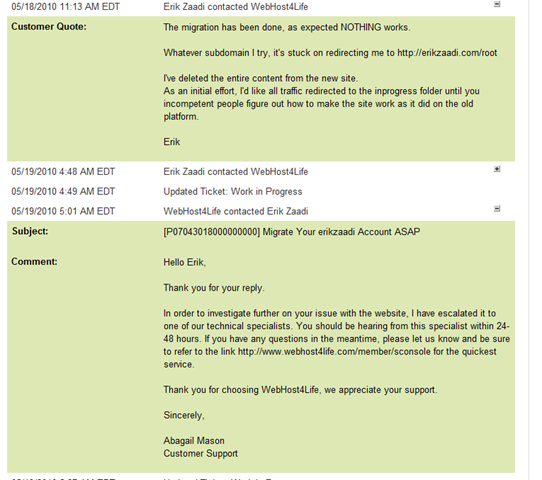 05/18/2010 11:13 AM EDT Erik Zaadi contacted WebHost4Life
Customer Quote: The migration has been done, as expected NOTHING works.
Whatever subdomain I try, it's stuck on redirecting me to http://erikzaadi.com/root
I've deleted the entire content from the new site.
As an initial effort, I'd like all traffic redirected to the inprogress folder until you
incompetent people figure out how to make the site work as it did on the old
platform.
Erik
05/19/2010 4:48 AM EDT Erik Zaadi contacted WebHost4Life
05/19/2010 4:49 AM EDT Updated Ticket: Work in Progress
05/19/2010 5:01 AM EDT WebHost4Life contacted Erik Zaadi
Subject: [P07043018000000000] Migrate Your erikzaadi Account ASAP
Comment: Hello Erik,
Thank you for your reply.
In order to investigate further on your issue with the website, I have escalated it to
one of our technical specialists. You should be hearing from this specialist within 24-
48 hours. If you have any questions in the meantime, please let us know and be sure
to refer to the link http://www.webhost4life.com/member/sconsole for the quickest
service.
Thank you for choosing WebHost4Life, we appreciate your support.
Sincerely,
Abagail Mason
Customer Support